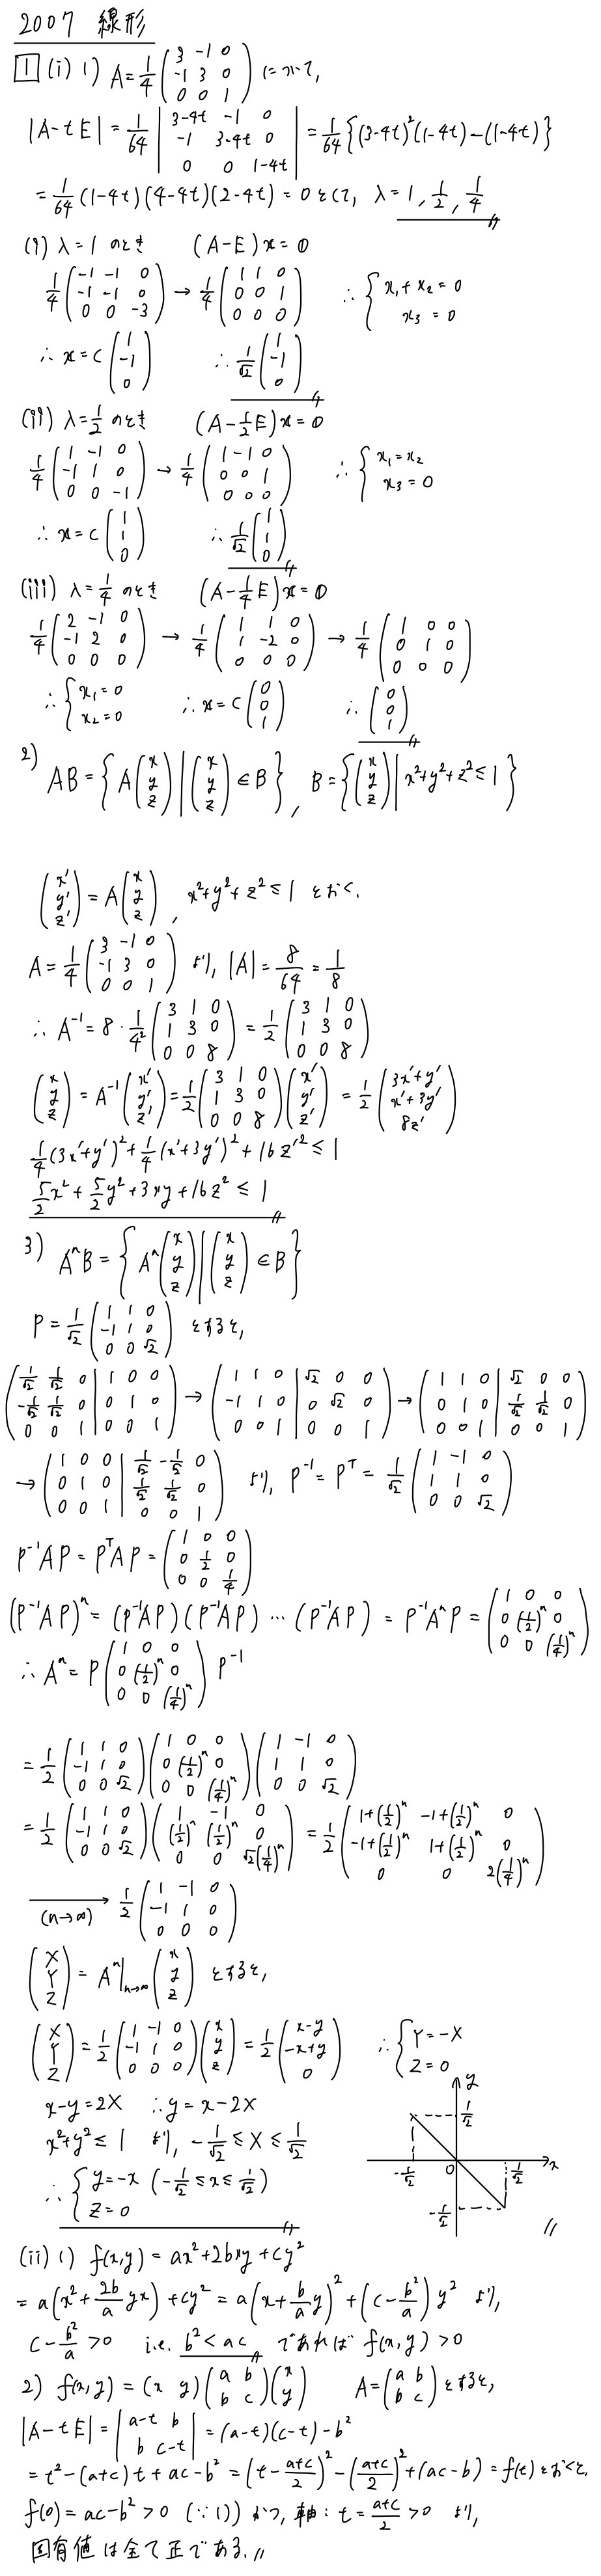 2007 線形
1 (i) 1) A=1/4 (3 -1 0; -1 3 0; 0 0 1) について,
|A-tE| = 1/64 |3-4t -1 0; -1 3-4t 0; 0 0 1-4t| = 1/64 {(3-4t)²(1-4t)-(1-4t)}
= 1/64 (1-4t)(4-4t)(2-4t) = 0 として, λ = 1, 1/2, 1/4
(i) λ=1 のとき (A-E)x = 0
1/4 (-1 -1 0; -1 -1 0; 0 0 -3) → 1/4 (1 1 0; 0 0 1; 0 0 0) ∴ { x₁+x₂=0, x₃=0
∴ x = c (1; -1; 0) ∴ 1/√2 (1; -1; 0)
(ii) λ=1/2 のとき (A-1/2E)x = 0
1/4 (1 -1 0; -1 1 0; 0 0 -1) → 1/4 (1 -1 0; 0 0 1; 0 0 0) ∴ { x₁=x₂, x₃=0
∴ x = c (1; 1; 0) ∴ 1/√2 (1; 1; 0)
(iii) λ=1/4 のとき (A-1/4E)x = 0
1/4 (2 -1 0; -1 2 0; 0 0 0) → 1/4 (1 1 0; 1 -2 0; 0 0 0) → 1/4 (1 0 0; 0 1 0; 0 0 0)
∴ { x₁=0, x₂=0 ∴ x = c (0; 0; 1) ∴ (0; 0; 1)
2) AB = { A(x; y; z) | (x; y; z) ∈ B }, B = { (x; y; z) | x²+y²+z² ≤ 1 }
(x'; y'; z') = A(x; y; z), x²+y²+z² ≤ 1 とおく.
A = 1/4 (3 -1 0; -1 3 0; 0 0 1) より, |A| = 8/64 = 1/8
∴ A⁻¹ = 8・1/4² (3 1 0; 1 3 0; 0 0 8) = 1/2 (3 1 0; 1 3 0; 0 0 8)
(x; y; z) = A⁻¹(x'; y'; z') = 1/2 (3 1 0; 1 3 0; 0 0 8)(x'; y'; z') = 1/2 (3x'+y'; x'+3y'; 8z')
1/4(3x'+y')² + 1/4(x'+3y')² + 16z'² ≤ 1
5/2x² + 5/2y² + 3xy + 16z² ≤ 1
3) AⁿB = { Aⁿ(x; y; z) | (x; y; z) ∈ B }
P = 1/√2 (1 1 0; -1 1 0; 0 0 √2) とすると,
(1/√2 1/√2 0 | 1 0 0; -1/√2 1/√2 0 | 0 1 0; 0 0 1 | 0 0 1) → (1 1 0 | √2 0 0; -1 1 0 | 0 √2 0; 0 0 1 | 0 0 1) → (1 1 0 | √2 0 0; 0 1 0 | 1/√2 1/√2 0; 0 0 1 | 0 0 1)
→ (1 0 0 | 1/√2 -1/√2 0; 0 1 0 | 1/√2 1/√2 0; 0 0 1 | 0 0 1) より, P⁻¹ = Pᵀ = 1/√2 (1 -1 0; 1 1 0; 0 0 √2)
P⁻¹AP = PᵀAP = (1 0 0; 0 1/2 0; 0 0 1/4)
(P⁻¹AP)ⁿ = (P⁻¹AP)(P⁻¹AP) … (P⁻¹AP) = P⁻¹AⁿP = (1 0 0; 0 (1/2)ⁿ 0; 0 0 (1/4)ⁿ)
∴ Aⁿ = P (1 0 0; 0 (1/2)ⁿ 0; 0 0 (1/4)ⁿ) P⁻¹
= 1/2 (1 1 0; -1 1 0; 0 0 √2)(1 0 0; 0 (1/2)ⁿ 0; 0 0 (1/4)ⁿ)(1 -1 0; 1 1 0; 0 0 √2)
= 1/2 (1 1 0; -1 1 0; 0 0 √2)(1 -1 0; (1/2)ⁿ (1/2)ⁿ 0; 0 0 √2(1/4)ⁿ) = 1/2 (1+(1/2)ⁿ -1+(1/2)ⁿ 0; -1+(1/2)ⁿ 1+(1/2)ⁿ 0; 0 0 2(1/4)ⁿ)
→ (n→∞) 1/2 (1 -1 0; -1 1 0; 0 0 0)
(X; Y; Z) = Aⁿ|n→∞ (x; y; z) とすると,
(X; Y; Z) = 1/2 (1 -1 0; -1 1 0; 0 0 0)(x; y; z) = 1/2 (x-y; -x+y; 0) ∴ { Y=-X, Z=0
x-y=2X ∴ y=x-2X
x²+y² ≤ 1 より, -1/√2 ≤ X ≤ 1/√2
∴ { y=-x (-1/√2 ≤ x ≤ 1/√2), z=0
y
1/2
-1/√2 0 1/√2 x
-1/2
(ii) 1) f(x,y) = ax²+2bxy+cy²
= a(x²+2b/a yx)+cy² = a(x+b/a y)²+(c-b²/a)y² より,
c-b²/a > 0 i.e. b²<ac であれば f(x,y)>0
2) f(x,y) = (x y)(a b; b c)(x; y) A=(a b; b c) とすると,
|A-tE| = |a-t b; b c-t| = (a-t)(c-t)-b²
= t²-(a+c)t+ac-b² = (t-(a+c)/2)²-((a+c)/2)²+(ac-b) = f(t) とおくと,
f(0)=ac-b²>0 (∵1)) かつ, 軸: t=(a+c)/2>0 より,
固有値は全て正である.